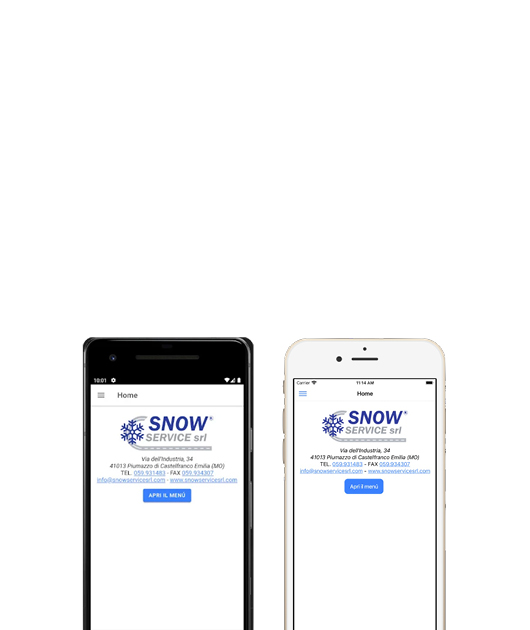 10:01
Home
SNOW®
SERVICE srl
Via dell'Industria, 34
41013 Piumazzo di Castelfranco Emilia (MO)
TEL. 059.931483 - FAX 059.934307
info@snowservicesrl.com - www.snowservicesrl.com
APRI IL MENÚ
Carrier 11:14 AM
Home
SNOW®
SERVICE srl
Via dell'Industria, 34
41013 Piumazzo di Castelfranco Emilia (MO)
TEL. 059.931483 - FAX 059.934307
info@snowservicesrl.com - www.snowservicesrl.com
Apri il menú